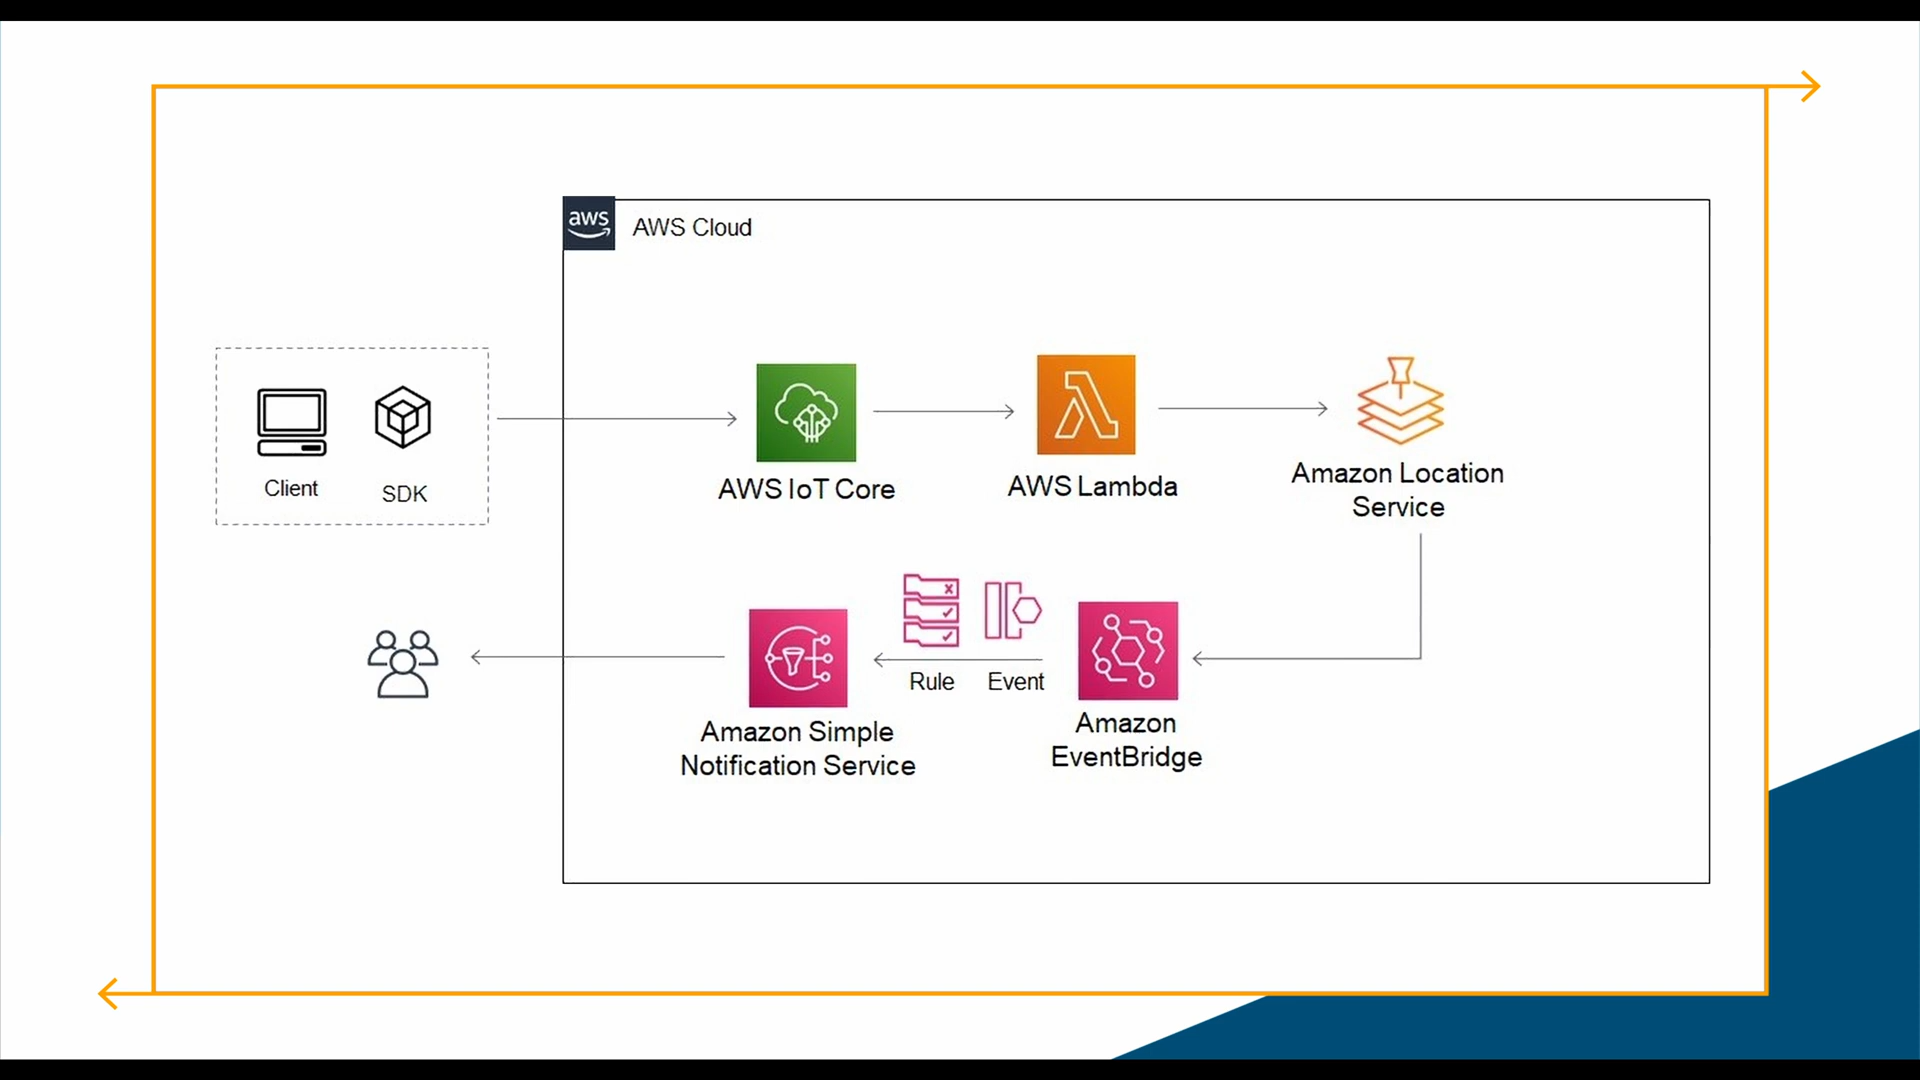 aws
AWS Cloud
Client
SDK
AWS IoT Core
AWS Lambda
Amazon Location
Service
Rule
Event
Amazon Simple
Notification Service
Amazon
EventBridge